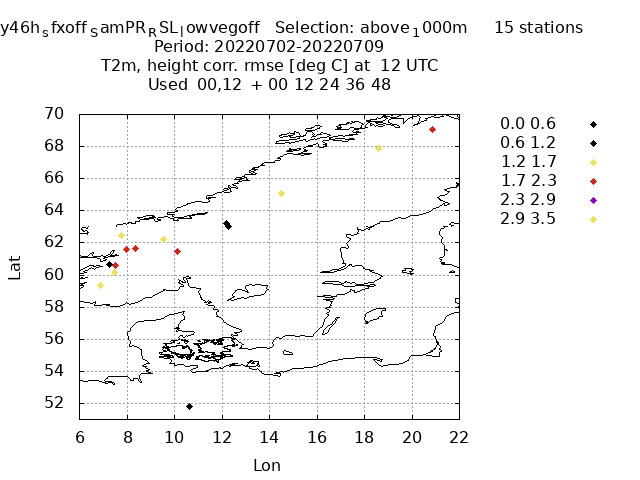 y46h_sfxoff_SamPR_RSL_lowvegoff Selection: above_1000m 15 stations
Period: 20220702-20220709
T2m, height corr. rmse [deg C] at 12 UTC
Used 00,12 + 00 12 24 36 48
70
68
66
64
62
60
58
56
54
52
6 8 10 12 14 16 18 20 22
Lat
Lon
0.0 0.6
0.6 1.2
1.2 1.7
1.7 2.3
2.3 2.9
2.9 3.5